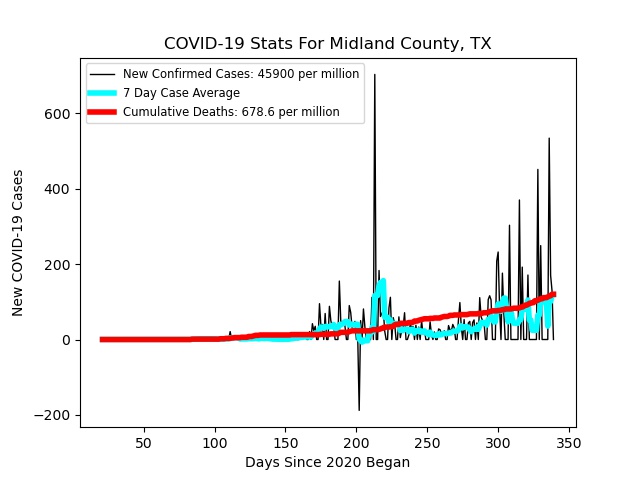 COVID-19 Stats For Midland County, TX
New Confirmed Cases: 45900 per million
7 Day Case Average
Cumulative Deaths: 678.6 per million
New COVID-19 Cases
600
400
200
0
−200
50 100 150 200 250 300 350
Days Since 2020 Began